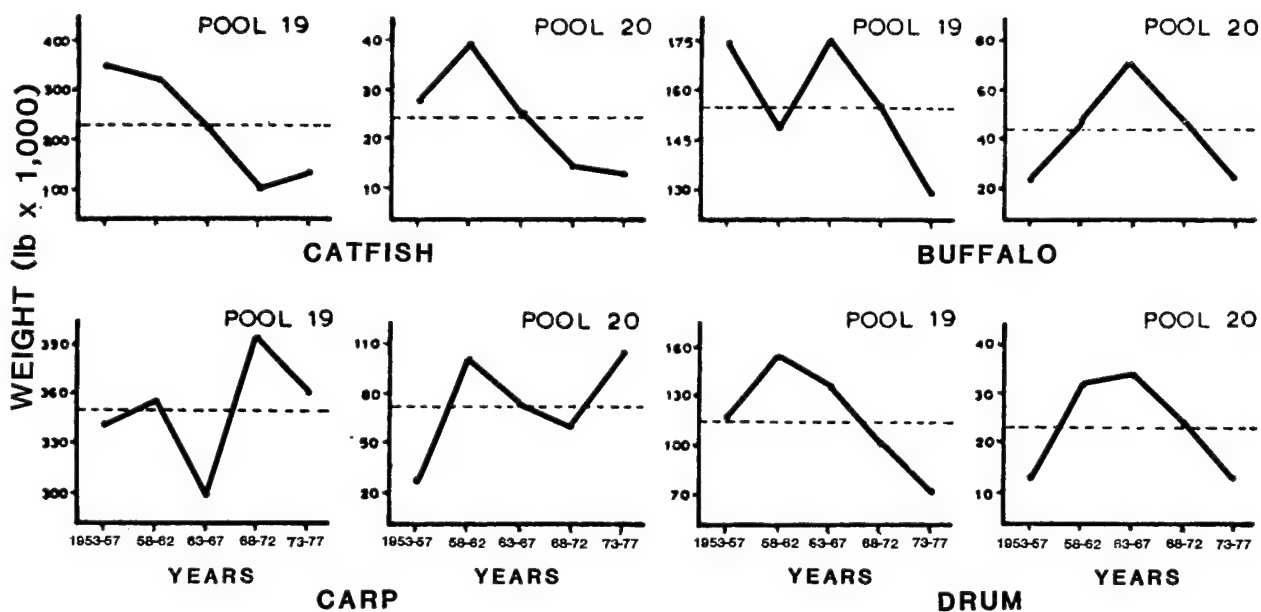 WEIGHT (lb x 1,000)
POOL 19
400
300
200
100
POOL 20
40
30
20
10
CATFISH
POOL 19
175
160
145
130
POOL 20
80
60
40
20
BUFFALO
POOL 19
390
360
330
300
1953-57 58-62 63-67 68-72 73-77
YEARS
POOL 20
110
80
50
20
1953-57 58-62 63-67 68-72 73-77
YEARS
CARP
POOL 19
160
130
100
70
1953-57 58-62 63-67 68-72 73-77
YEARS
POOL 20
40
30
20
10
1953-57 58-62 63-67 68-72 73-77
YEARS
DRUM